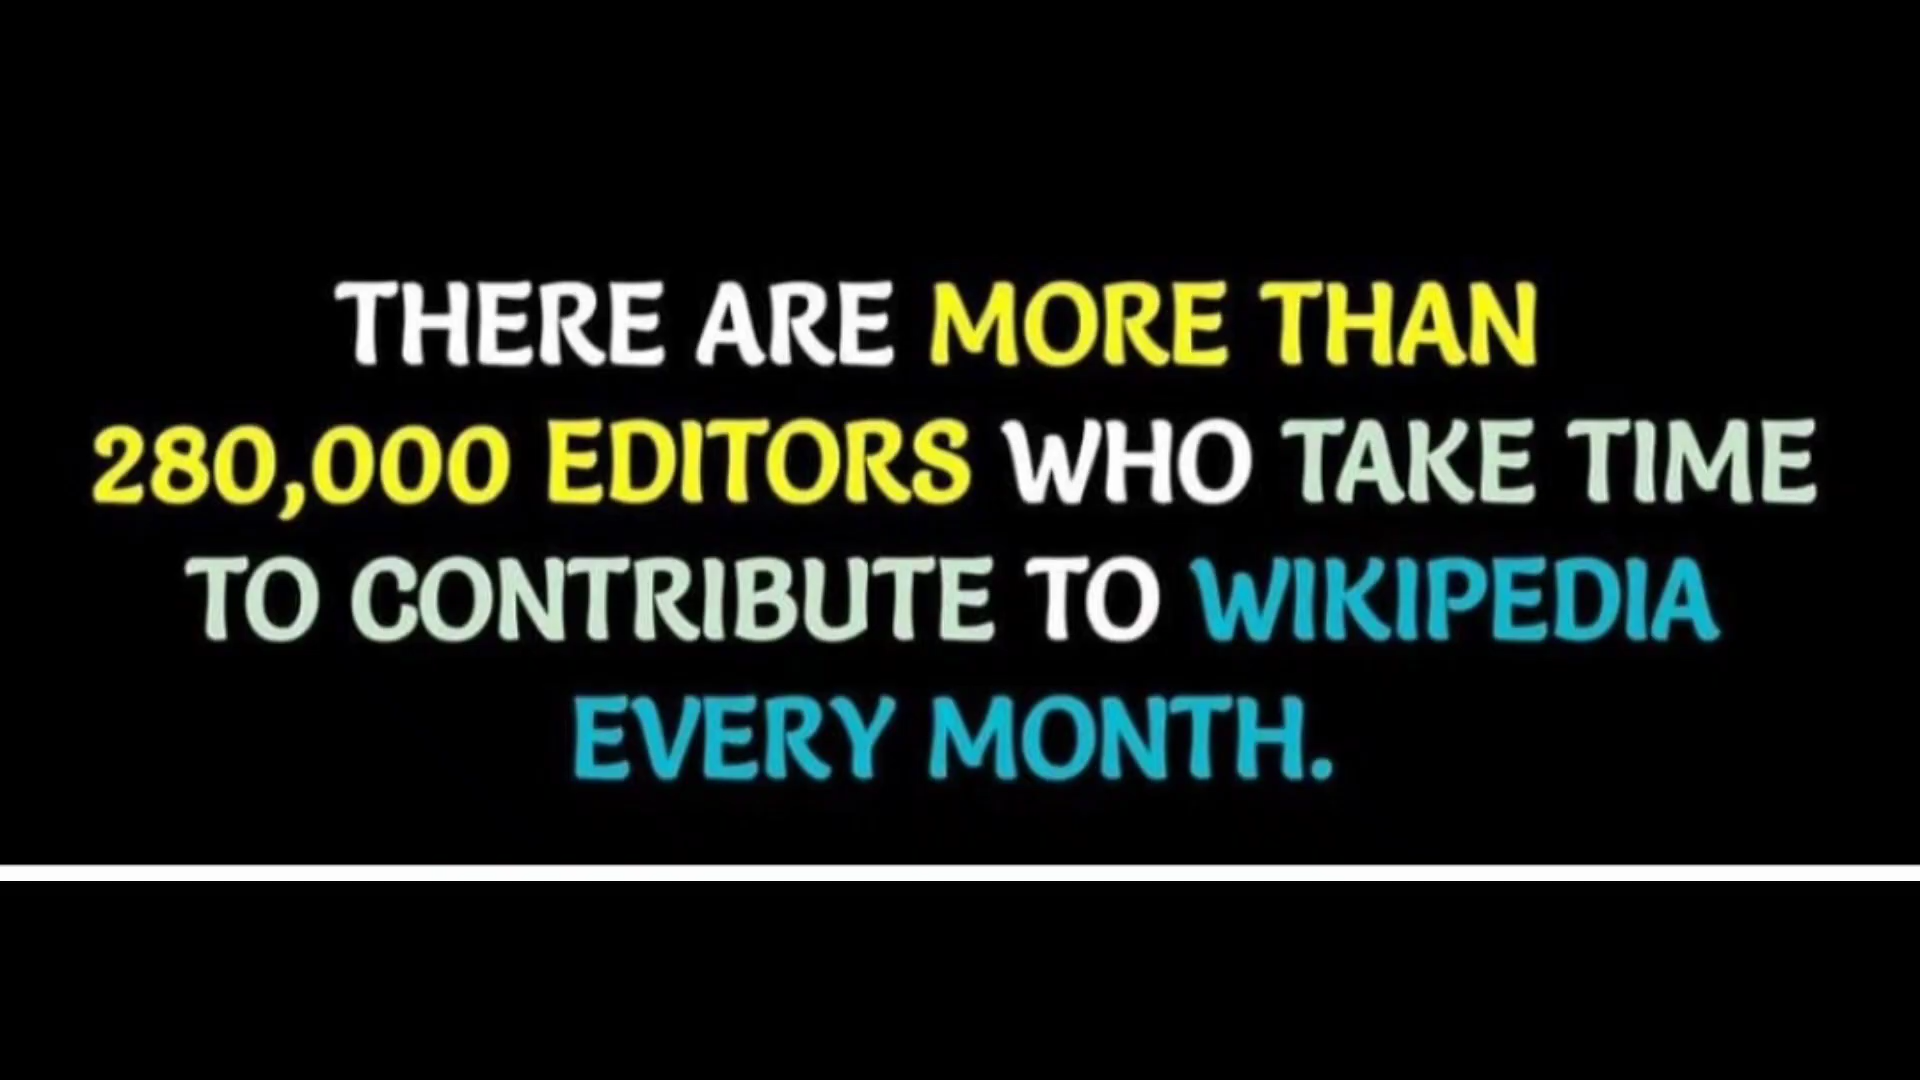 THERE ARE MORE THAN
280,000 EDITORS WHO TAKE TIME
TO CONTRIBUTE TO WIKIPEDIA
EVERY MONTH.